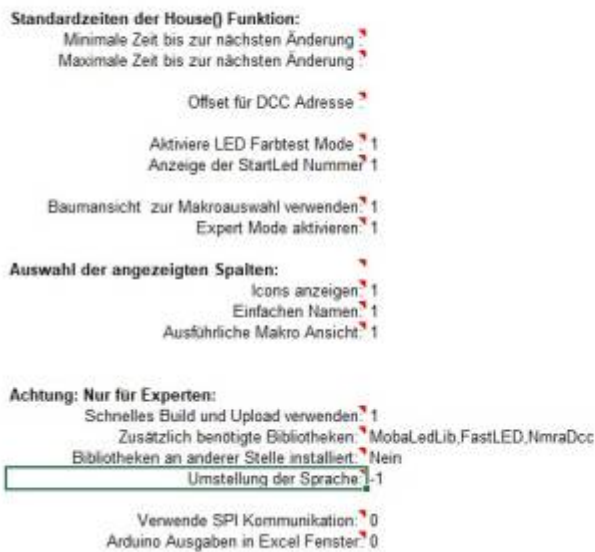 Standardzeiten der House() Funktion:
Minimale Zeit bis zur nächsten Änderung :
Maximale Zeit bis zur nächsten Änderung :
Offset für DCC Adresse :
Aktiviere LED Farbtest Mode : 1
Anzeige der StartLed Nummer 1
Baumansicht zur Makroauswahl verwenden: 1
Expert Mode aktivieren: 1
Auswahl der angezeigten Spalten:
Icons anzeigen: 1
Einfachen Namen: 1
Ausführliche Makro Ansicht: 1
Achtung: Nur für Experten:
Schnelles Build und Upload verwenden: 1
Zusätzlich benötigte Bibliotheken: MobaLedLib,FastLED,NmraDcc
Bibliotheken an anderer Stelle installiert: Nein
Umstellung der Sprache: -1
Verwende SPI Kommunikation: 0
Arduino Ausgaben in Excel Fenster: 0